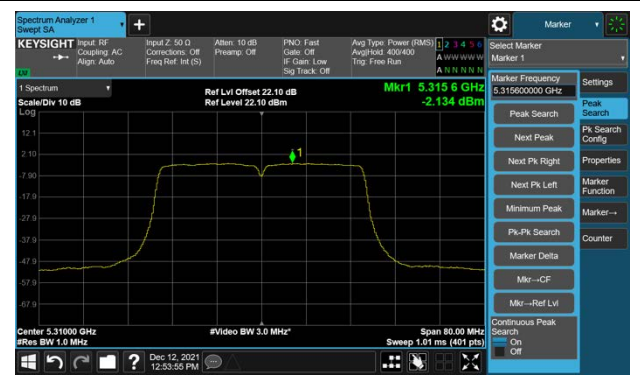 Spectrum Analyzer 1
Swept SA
+
Marker
KEYSIGHT
Input: RF
Coupling: AC
Align: Auto
Input Z: 50 Ω
Corrections: Off
Freq Ref: Int (S)
Atten: 10 dB
Preamp: Off
PNO: Fast
Gate: Off
IF Gain: Low
Sig Track: Off
Avg Type: Power (RMS)
Avg|Hold: 400/400
Trig: Free Run
1 2 3 4 5 6
A W W W W W
A N N N N N
LXI
Select Marker
Marker 1
1 Spectrum
Scale/Div 10 dB
Log
Ref Lvl Offset 22.10 dB
Ref Level 22.10 dBm
Mkr1 5.315 6 GHz
-2.134 dBm
12.1
2.10
-7.90
-17.9
-27.9
-37.9
-47.9
-57.9
-67.9
1
Center 5.31000 GHz
#Res BW 1.0 MHz
#Video BW 3.0 MHz*
Span 80.00 MHz
Sweep 1.01 ms (401 pts)
Marker Frequency
5.315600000 GHz
Peak Search
Next Peak
Next Pk Right
Next Pk Left
Minimum Peak
Pk-Pk Search
Marker Delta
Mkr→CF
Mkr→Ref Lvl
Continuous Peak
Search
On
Off
Settings
Peak
Search
Pk Search
Config
Properties
Marker
Function
Marker→
Counter
?
Dec 12, 2021
12:53:55 PM